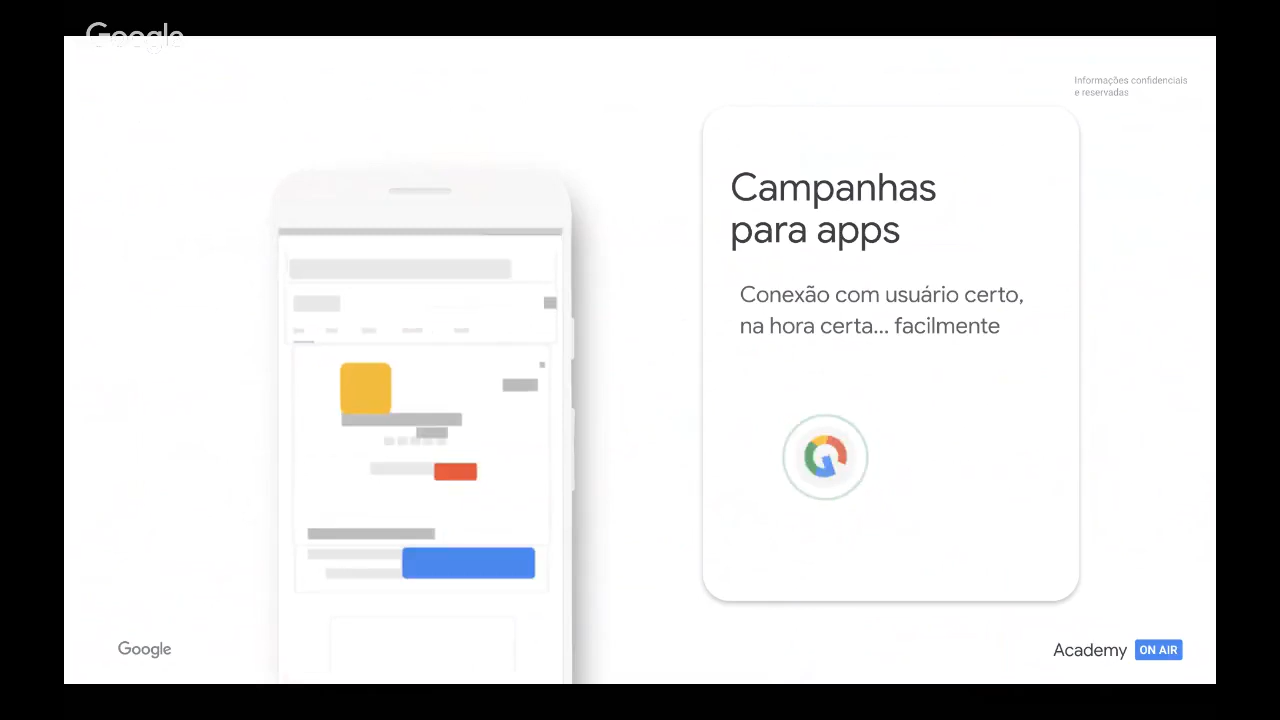 Google
Informações confidenciais
e reservadas
Campanhas
para apps
Conexão com usuário certo,
na hora certa... facilmente
Google
Academy ON AIR